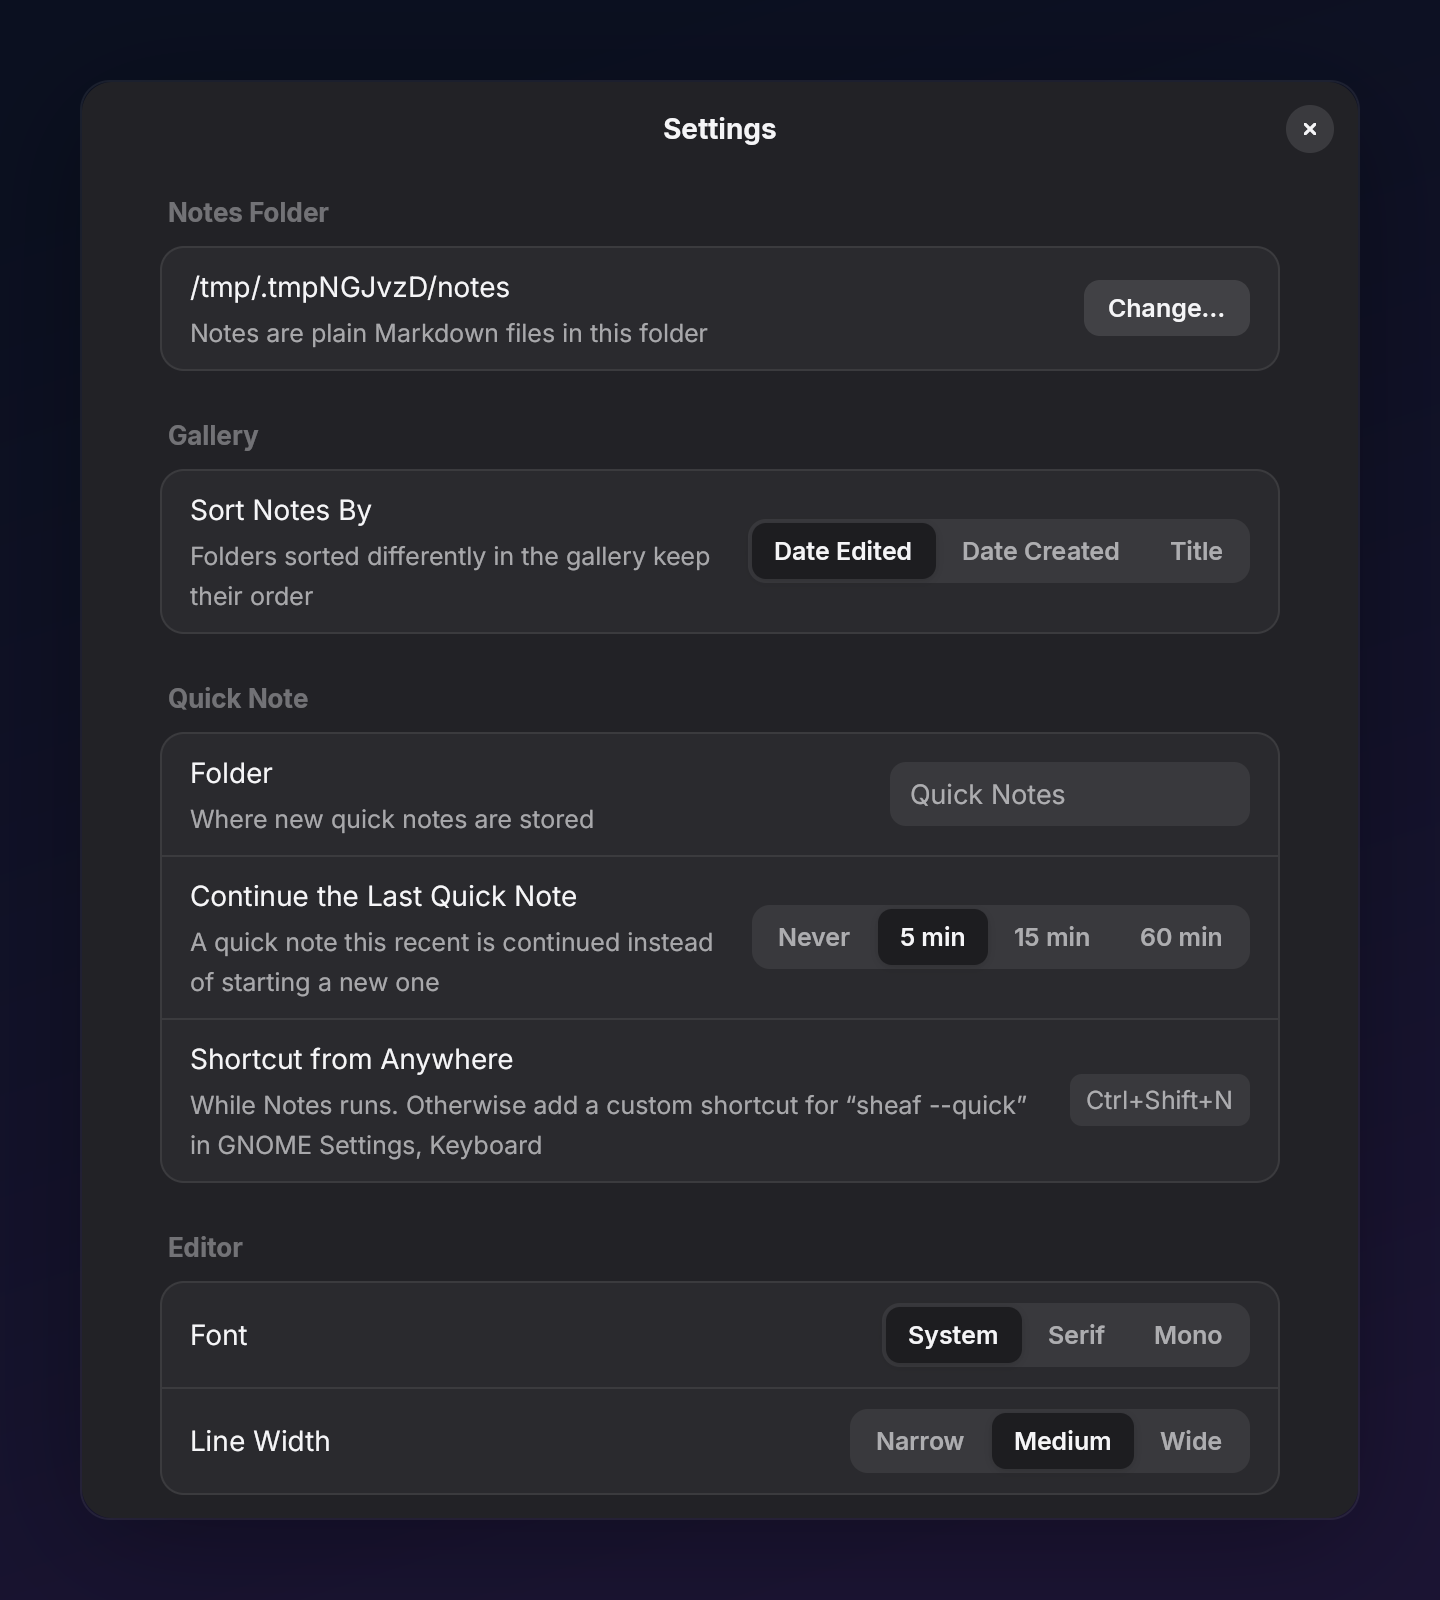 Settings
Notes Folder
/tmp/.tmpNGJvzD/notes
Notes are plain Markdown files in this folder
Change...
Gallery
Sort Notes By
Folders sorted differently in the gallery keep
their order
Date Edited Date Created Title
Quick Note
Folder
Where new quick notes are stored
Quick Notes
Continue the Last Quick Note
A quick note this recent is continued instead
of starting a new one
Never 5 min 15 min 60 min
Shortcut from Anywhere
While Notes runs. Otherwise add a custom shortcut for “sheaf --quick”
in GNOME Settings, Keyboard
Ctrl+Shift+N
Editor
Font
System Serif Mono
Line Width
Narrow Medium Wide